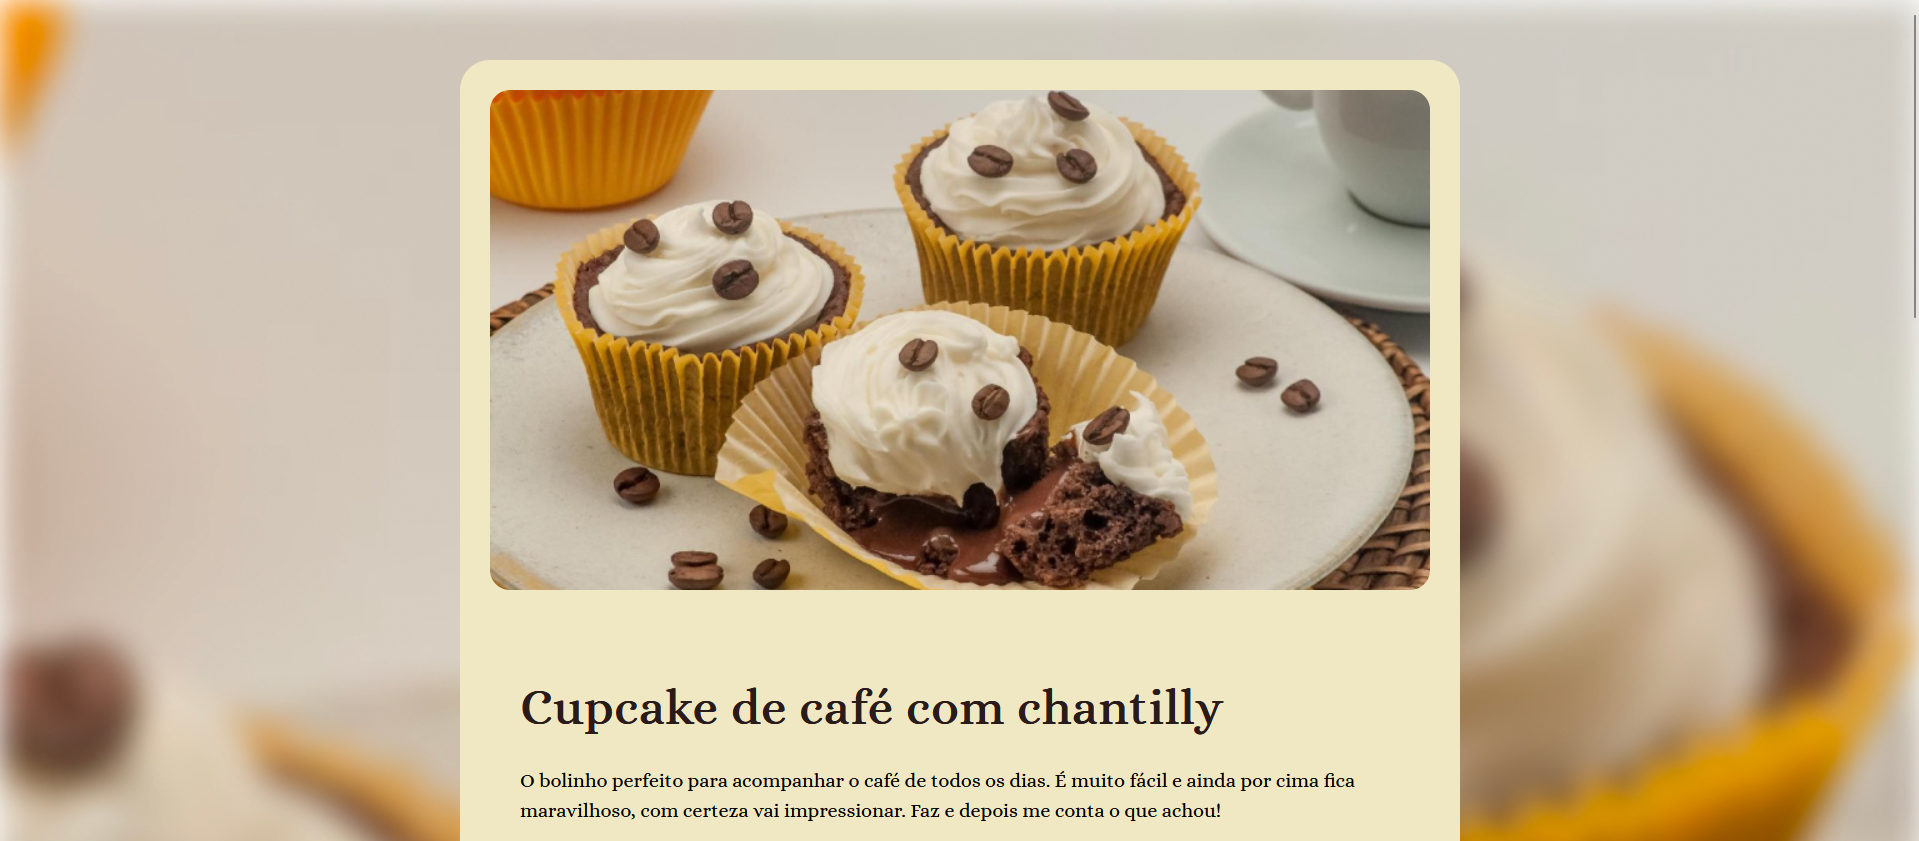 Cupcake de café com chantilly
O bolinho perfeito para acompanhar o café de todos os dias. É muito fácil e ainda por cima fica
maravilhoso, com certeza vai impressionar. Faz e depois me conta o que achou!